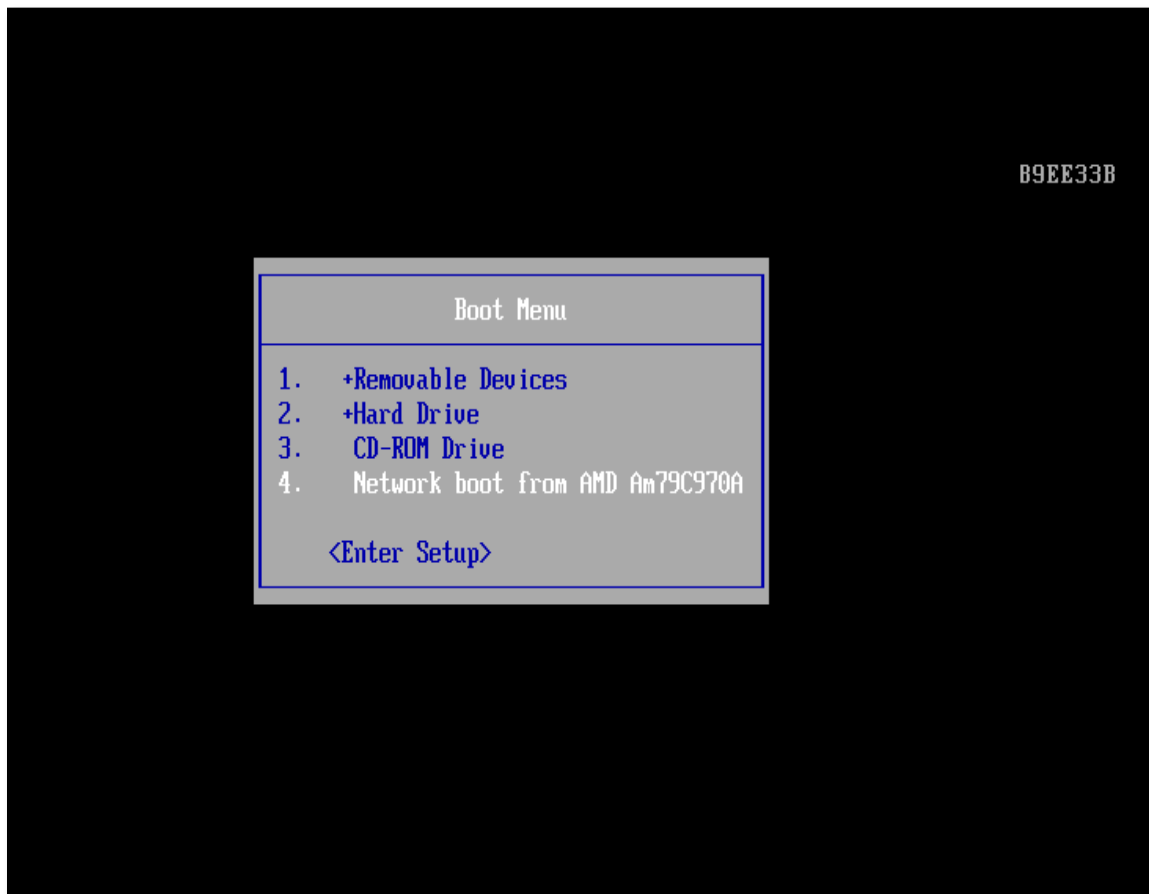 B9EE33B
Boot Menu
1. +Removable Devices
2. +Hard Drive
3. CD-ROM Drive
4. Network boot from AMD Am79C970A
<Enter Setup>